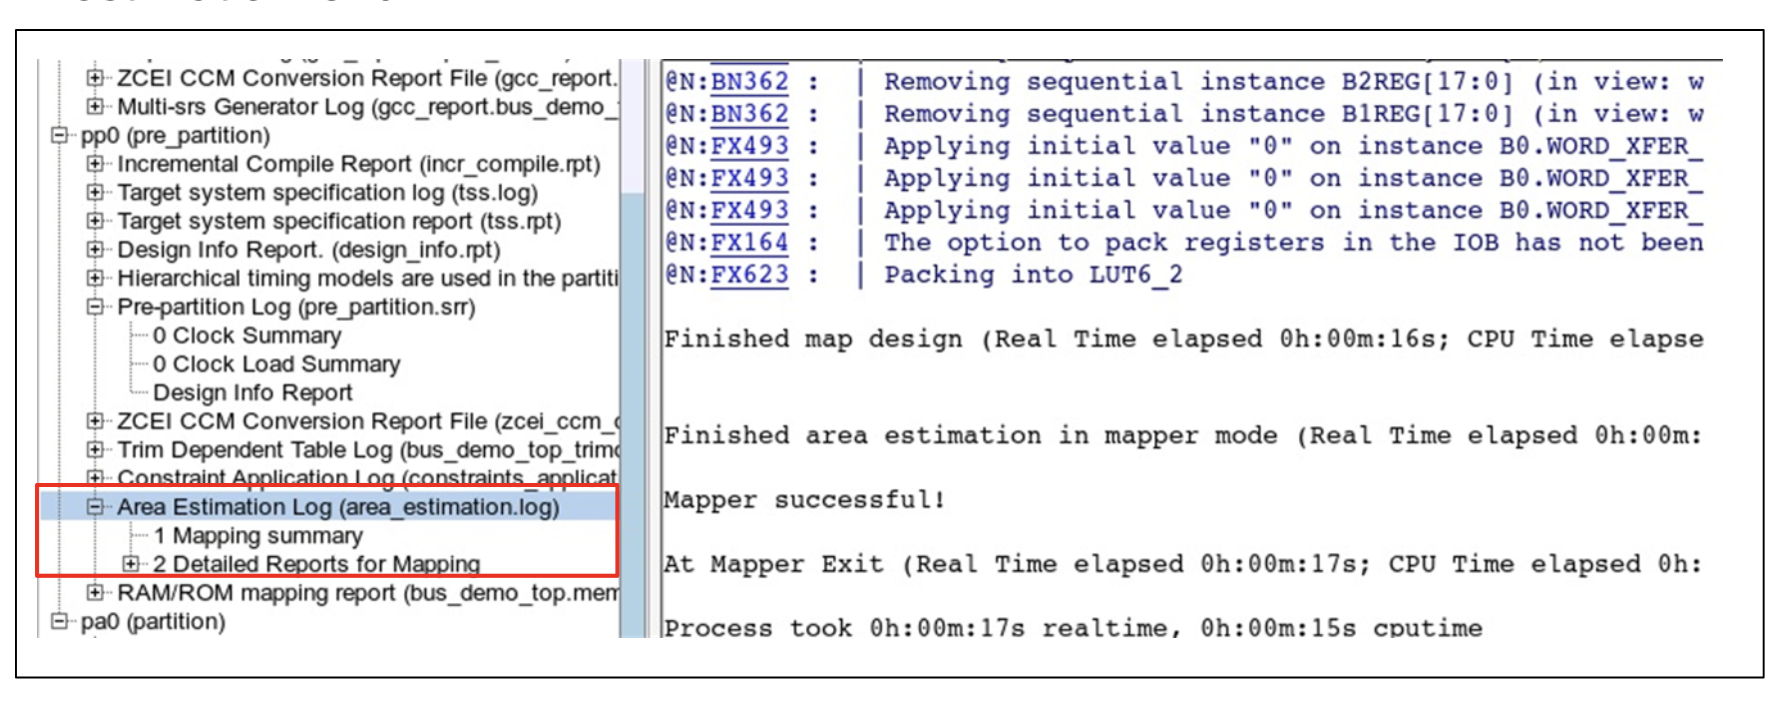 ZCEI CCM Conversion Report File (gcc_report.
Multi-srs Generator Log (gcc_report.bus_demo_
pp0 (pre_partition)
Incremental Compile Report (incr_compile.rpt)
Target system specification log (tss.log)
Target system specification report (tss.rpt)
Design Info Report. (design_info.rpt)
Hierarchical timing models are used in the partiti
Pre-partition Log (pre_partition.srr)
0 Clock Summary
0 Clock Load Summary
Design Info Report
ZCEI CCM Conversion Report File (zcei_ccm_c
Trim Dependent Table Log (bus_demo_top_trimd
Constraint Application Log (constraints_applicat
Area Estimation Log (area_estimation.log)
1 Mapping summary
2 Detailed Reports for Mapping
RAM/ROM mapping report (bus_demo_top.mem
pa0 (partition)
@N:BN362 : | Removing sequential instance B2REG[17:0] (in view: w
@N:BN362 : | Removing sequential instance B1REG[17:0] (in view: w
@N:FX493 : | Applying initial value "0" on instance B0.WORD_XFER_
@N:FX493 : | Applying initial value "0" on instance B0.WORD_XFER_
@N:FX493 : | Applying initial value "0" on instance B0.WORD_XFER_
@N:FX164 : | The option to pack registers in the IOB has not been
@N:FX623 : | Packing into LUT6_2
Finished map design (Real Time elapsed 0h:00m:16s; CPU Time elapse
Finished area estimation in mapper mode (Real Time elapsed 0h:00m:
Mapper successful!
At Mapper Exit (Real Time elapsed 0h:00m:17s; CPU Time elapsed 0h:
Process took 0h:00m:17s realtime, 0h:00m:15s cputime